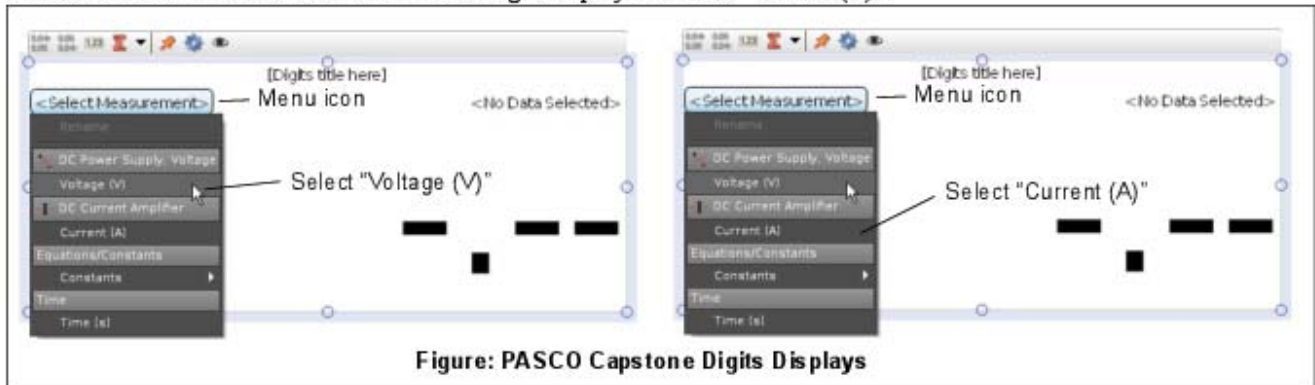 [Digits title here]
<Select Measurement>
Menu icon
<No Data Selected>
Rename
DC Power Supply, Voltage
Voltage (V)
Select "Voltage (V)"
DC Current Amplifier
Current (A)
Equations/Constants
Constants
Time
Time (s)
[Digits title here]
<Select Measurement>
Menu icon
<No Data Selected>
Rename
DC Power Supply, Voltage
Voltage (V)
Select "Current (A)"
DC Current Amplifier
Current (A)
Equations/Constants
Constants
Time
Time (s)
Figure: PASCO Capstone Digits Displays